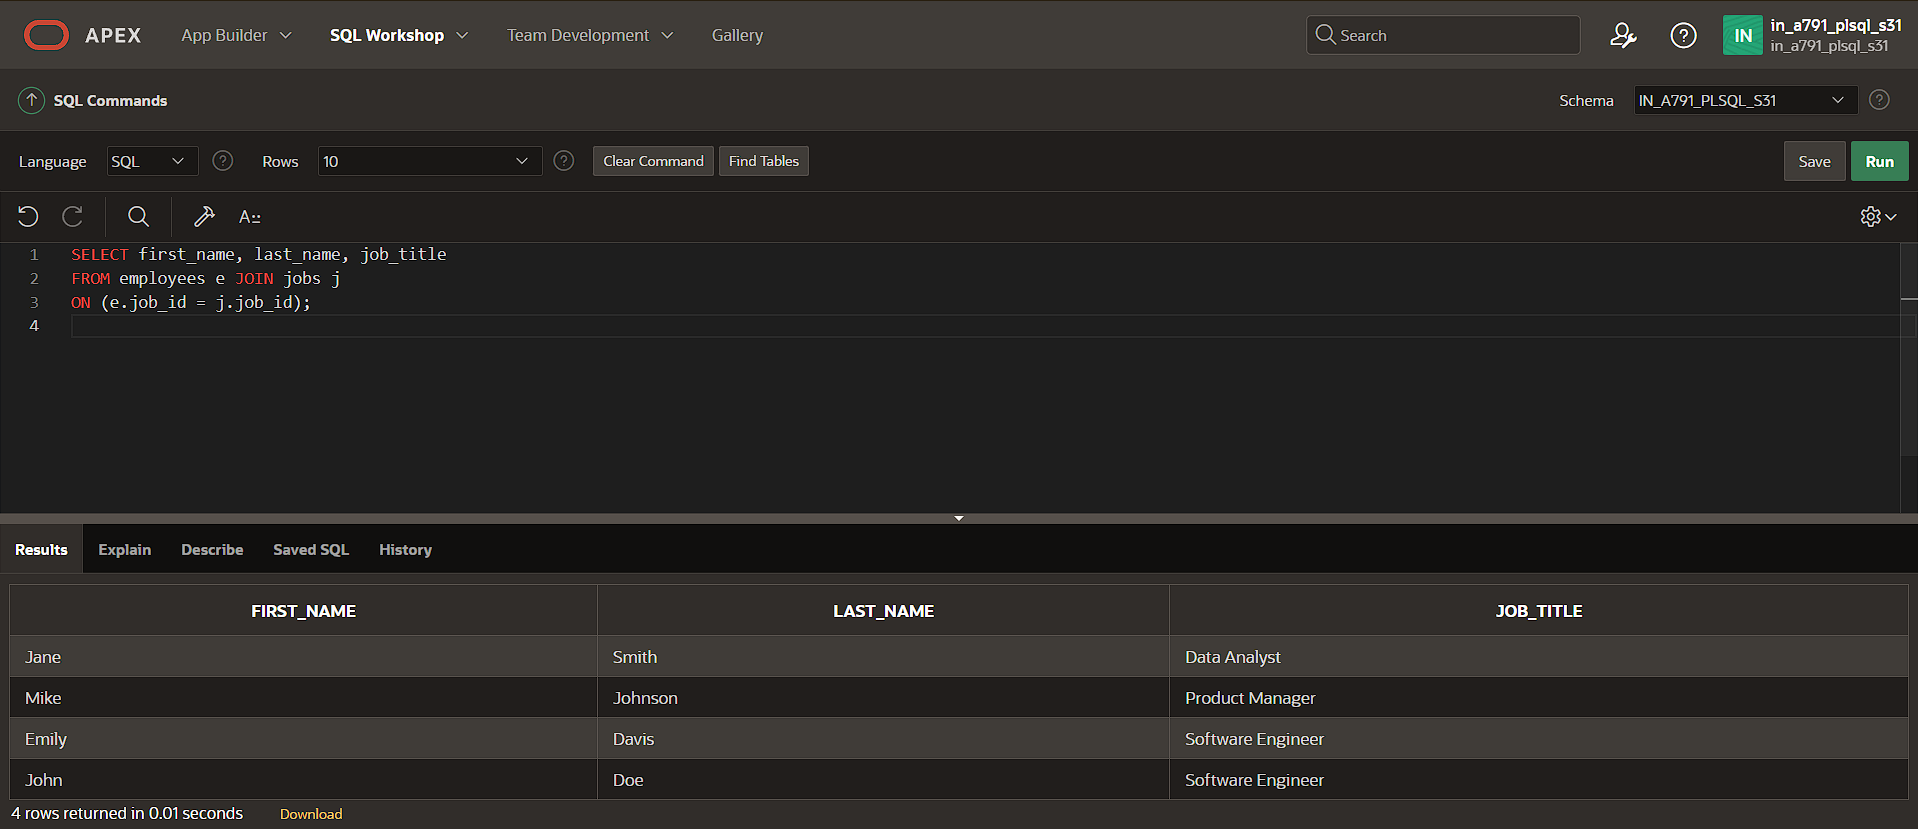 APEX App Builder SQL Workshop Team Development Gallery Search IN in_a791_plsql_s31
in_a791_plsql_s31
SQL Commands Schema IN_A791_PLSQL_S31
Language SQL Rows 10 Clear Command Find Tables Save Run
A::
1 SELECT first_name, last_name, job_title
2 FROM employees e JOIN jobs j
3 ON (e.job_id = j.job_id);
4
Results Explain Describe Saved SQL History
FIRST_NAME LAST_NAME JOB_TITLE
Jane Smith Data Analyst
Mike Johnson Product Manager
Emily Davis Software Engineer
John Doe Software Engineer
4 rows returned in 0.01 seconds Download